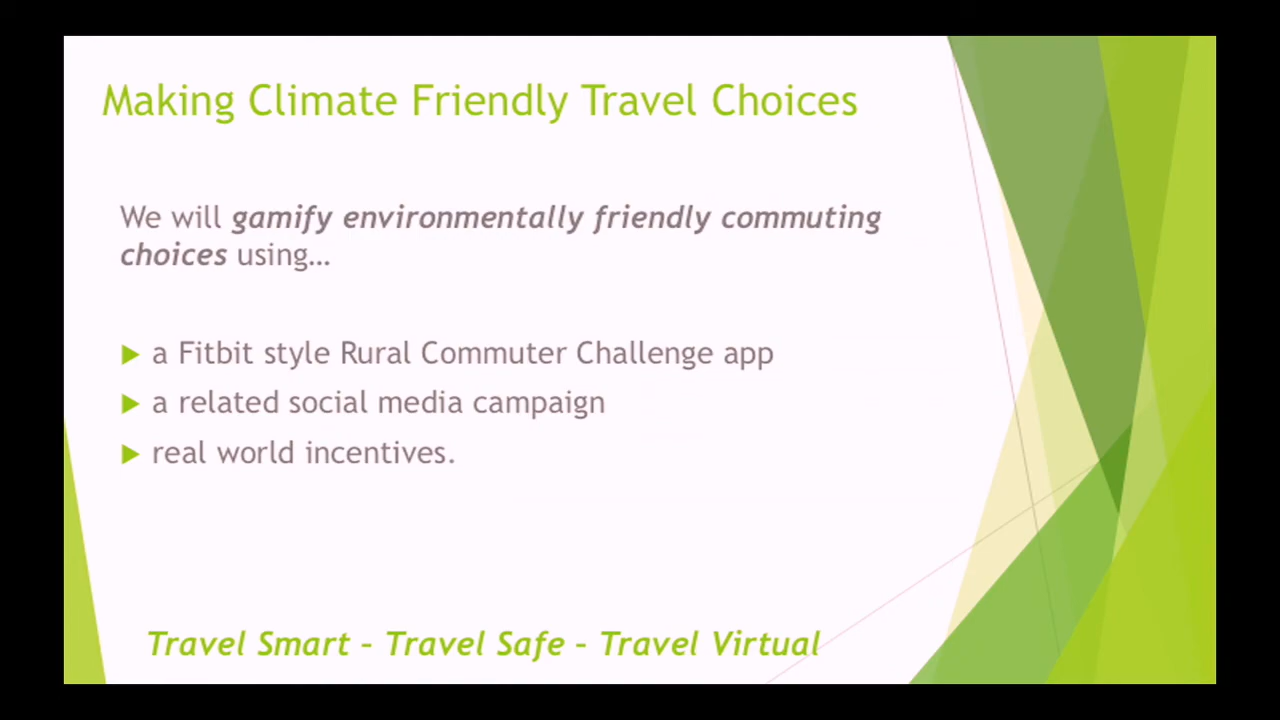 Making Climate Friendly Travel Choices
We will gamify environmentally friendly commuting
choices using…
a Fitbit style Rural Commuter Challenge app
a related social media campaign
real world incentives.
Travel Smart – Travel Safe – Travel Virtual